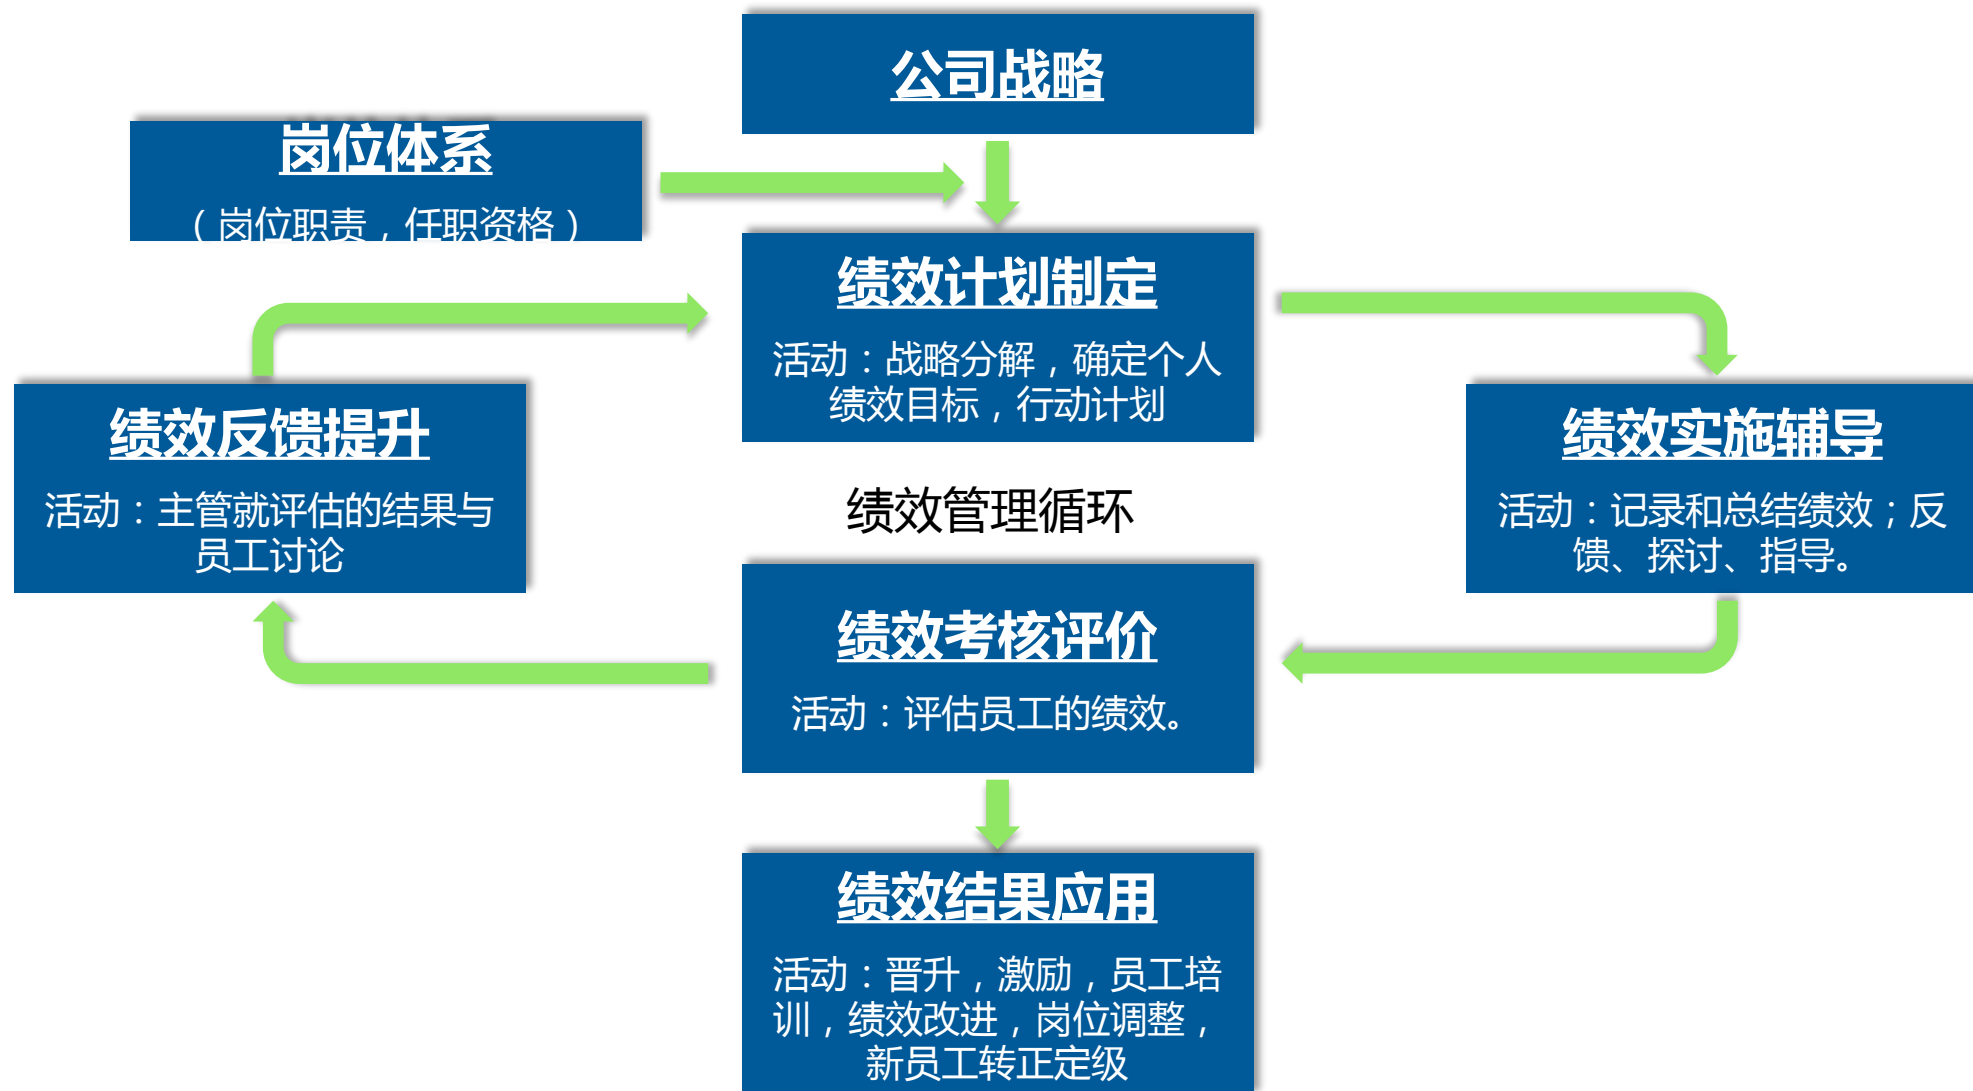 公司战略
岗位体系
（岗位职责，任职资格）
绩效计划制定
活动：战略分解，确定个人
绩效目标，行动计划
绩效反馈提升
活动：主管就评估的结果与
员工讨论
绩效实施辅导
活动：记录和总结绩效；反
馈、探讨、指导。
绩效管理循环
绩效考核评价
活动：评估员工的绩效。
绩效结果应用
活动：晋升，激励，员工培
训，绩效改进，岗位调整，
新员工转正定级